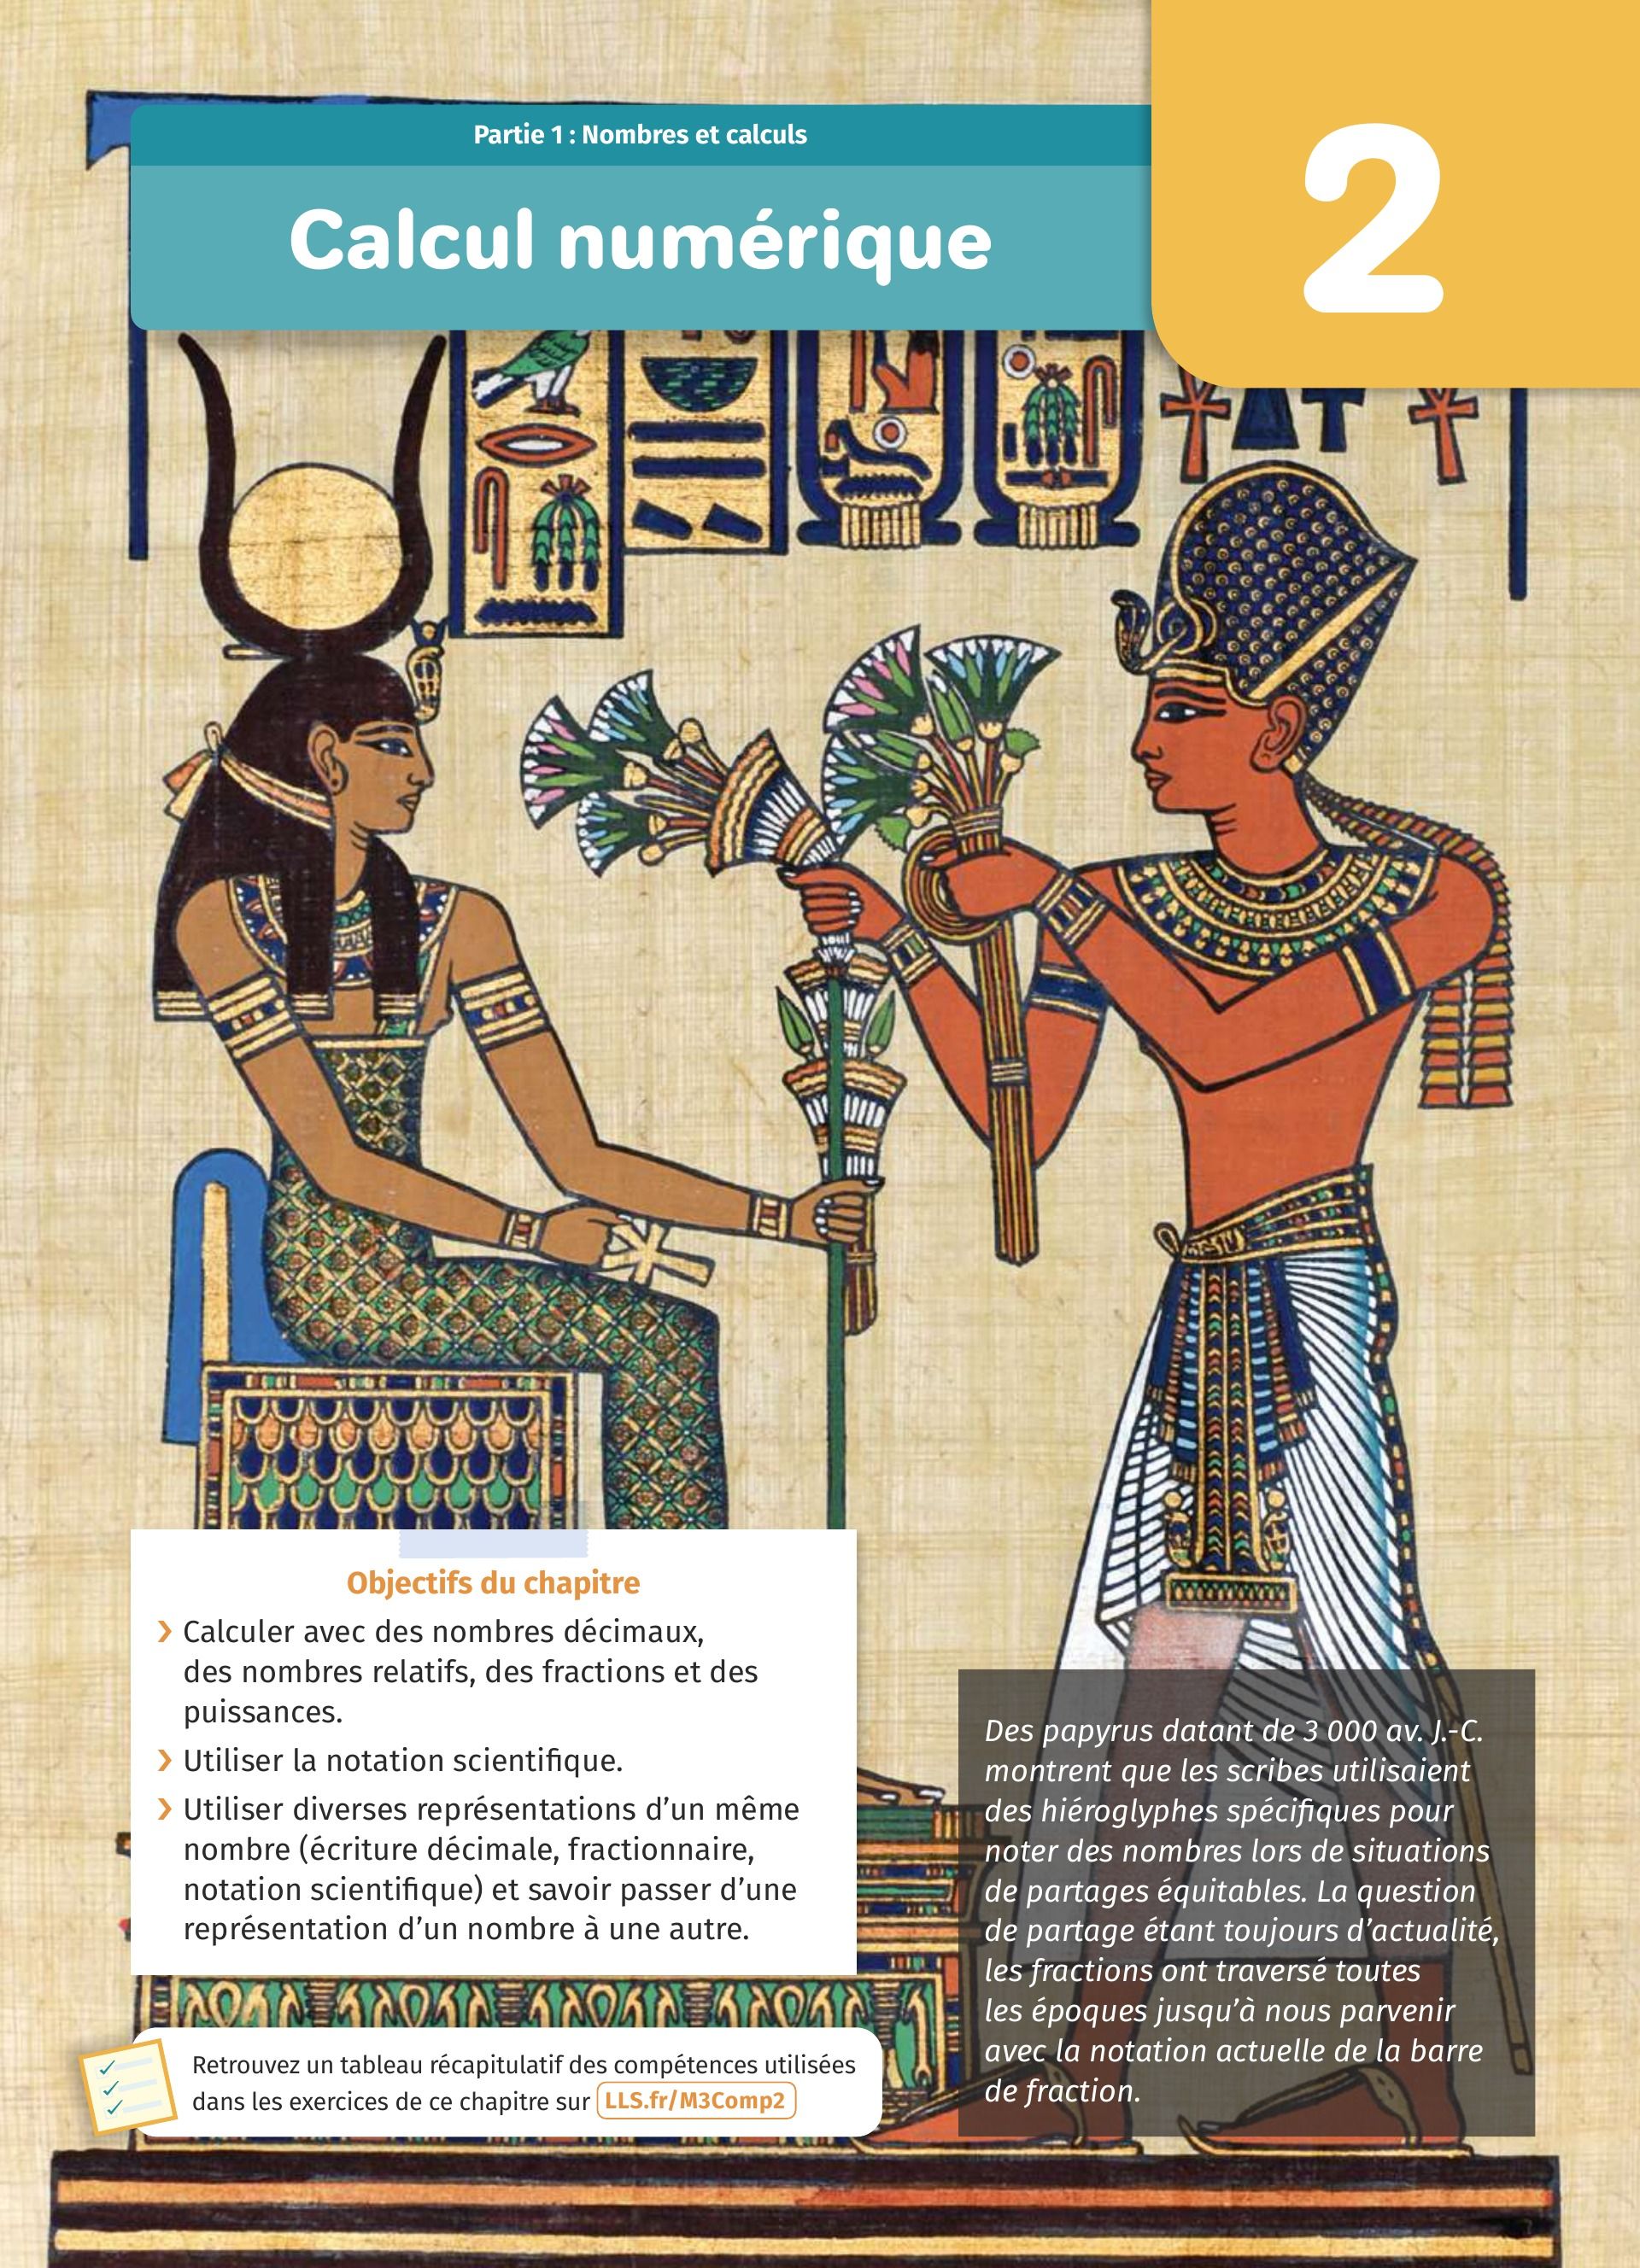 Partie 1 : Nombres et calculs
Calcul numérique
2
Objectifs du chapitre
› Calculer avec des nombres décimaux,
des nombres relatifs, des fractions et des
puissances.
› Utiliser la notation scientifique.
› Utiliser diverses représentations d’un même
nombre (écriture décimale, fractionnaire,
notation scientifique) et savoir passer d’une
représentation d’un nombre à une autre.
Retrouvez un tableau récapitulatif des compétences utilisées
dans les exercices de ce chapitre sur LLS.fr/M3Comp2
Des papyrus datant de 3 000 av. J.-C.
montrent que les scribes utilisaient
des hiéroglyphes spécifiques pour
noter des nombres lors de situations
de partages équitables. La question
de partage étant toujours d’actualité,
les fractions ont traversé toutes
les époques jusqu’à nous parvenir
avec la notation actuelle de la barre
de fraction.